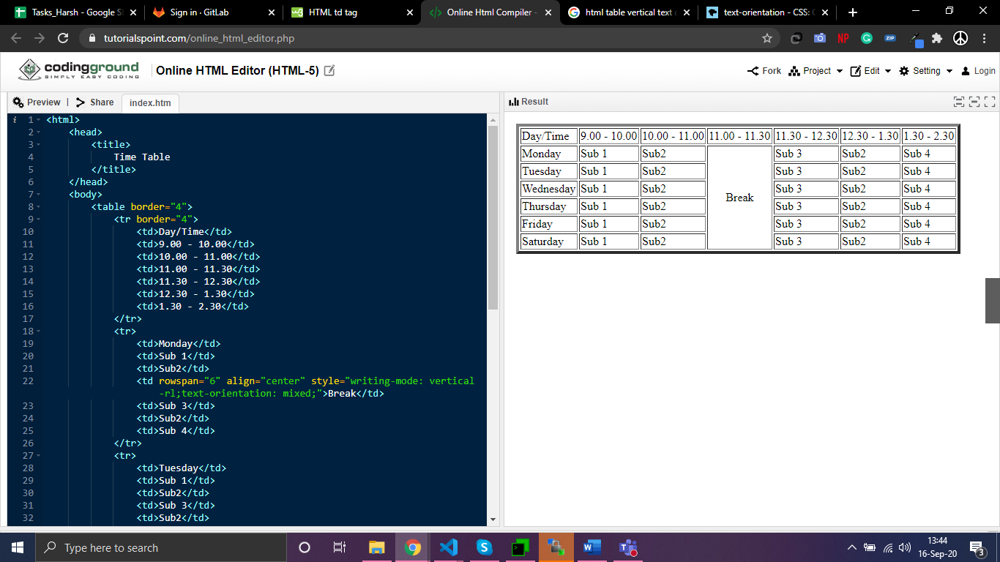 Tasks_Harsh - Google S
Sign in · GitLab
HTML td tag
Online Html Compiler -
html table vertical text
text-orientation - CSS:
tutorialspoint.com/online_html_editor.php
NP
ZIP
codingground
SIMPLY EASY CODING
Online HTML Editor (HTML-5)
Fork
Project
Edit
Setting
Login
Preview | Share
index.htm
Result
i 1 <html>
2 <head>
3 <title>
4 Time Table
5 </title>
6 </head>
7 <body>
8 <table border="4">
9 <tr border="4">
10 <td>Day/Time</td>
11 <td>9.00 - 10.00</td>
12 <td>10.00 - 11.00</td>
13 <td>11.00 - 11.30</td>
14 <td>11.30 - 12.30</td>
15 <td>12.30 - 1.30</td>
16 <td>1.30 - 2.30</td>
17 </tr>
18 <tr>
19 <td>Monday</td>
20 <td>Sub 1</td>
21 <td>Sub2</td>
22 <td rowspan="6" align="center" style="writing-mode: vertical
-rl;text-orientation: mixed;">Break</td>
23 <td>Sub 3</td>
24 <td>Sub2</td>
25 <td>Sub 4</td>
26 </tr>
27 <tr>
28 <td>Tuesday</td>
29 <td>Sub 1</td>
30 <td>Sub2</td>
31 <td>Sub 3</td>
32 <td>Sub2</td>
Day/Time 9.00 - 10.00 10.00 - 11.00 11.00 - 11.30 11.30 - 12.30 12.30 - 1.30 1.30 - 2.30
Monday Sub 1 Sub2 Sub 3 Sub2 Sub 4
Tuesday Sub 1 Sub2 Sub 3 Sub2 Sub 4
Wednesday Sub 1 Sub2 Sub 3 Sub2 Sub 4
Break
Thursday Sub 1 Sub2 Sub 3 Sub2 Sub 4
Friday Sub 1 Sub2 Sub 3 Sub2 Sub 4
Saturday Sub 1 Sub2 Sub 3 Sub2 Sub 4
Type here to search
13:44
16-Sep-20
3